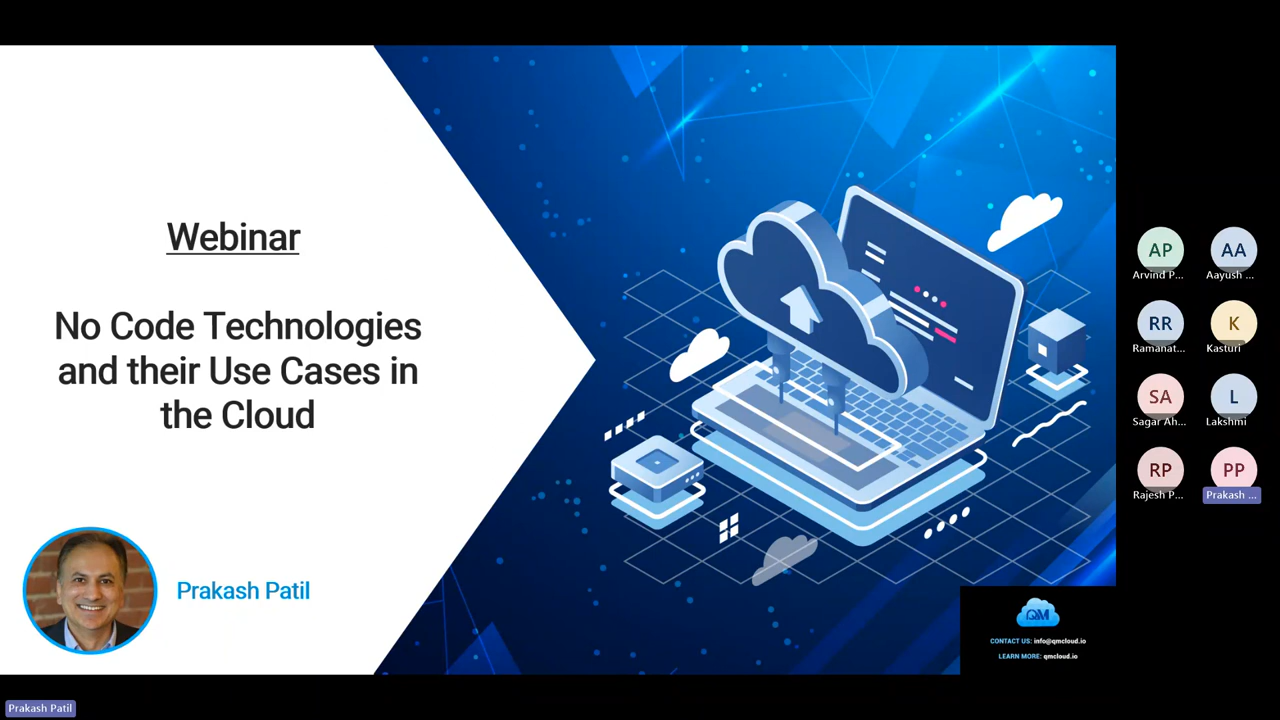 Webinar
No Code Technologies
and their Use Cases in
the Cloud
Prakash Patil
QM
CONTACT US: info@qmcloud.io
LEARN MORE: qmcloud.io
AP
Arvind P...
AA
Aayush ...
RR
Ramanat...
K
Kasturi
SA
Sagar Ah...
L
Lakshmi
RP
Rajesh P...
PP
Prakash ...
Prakash Patil